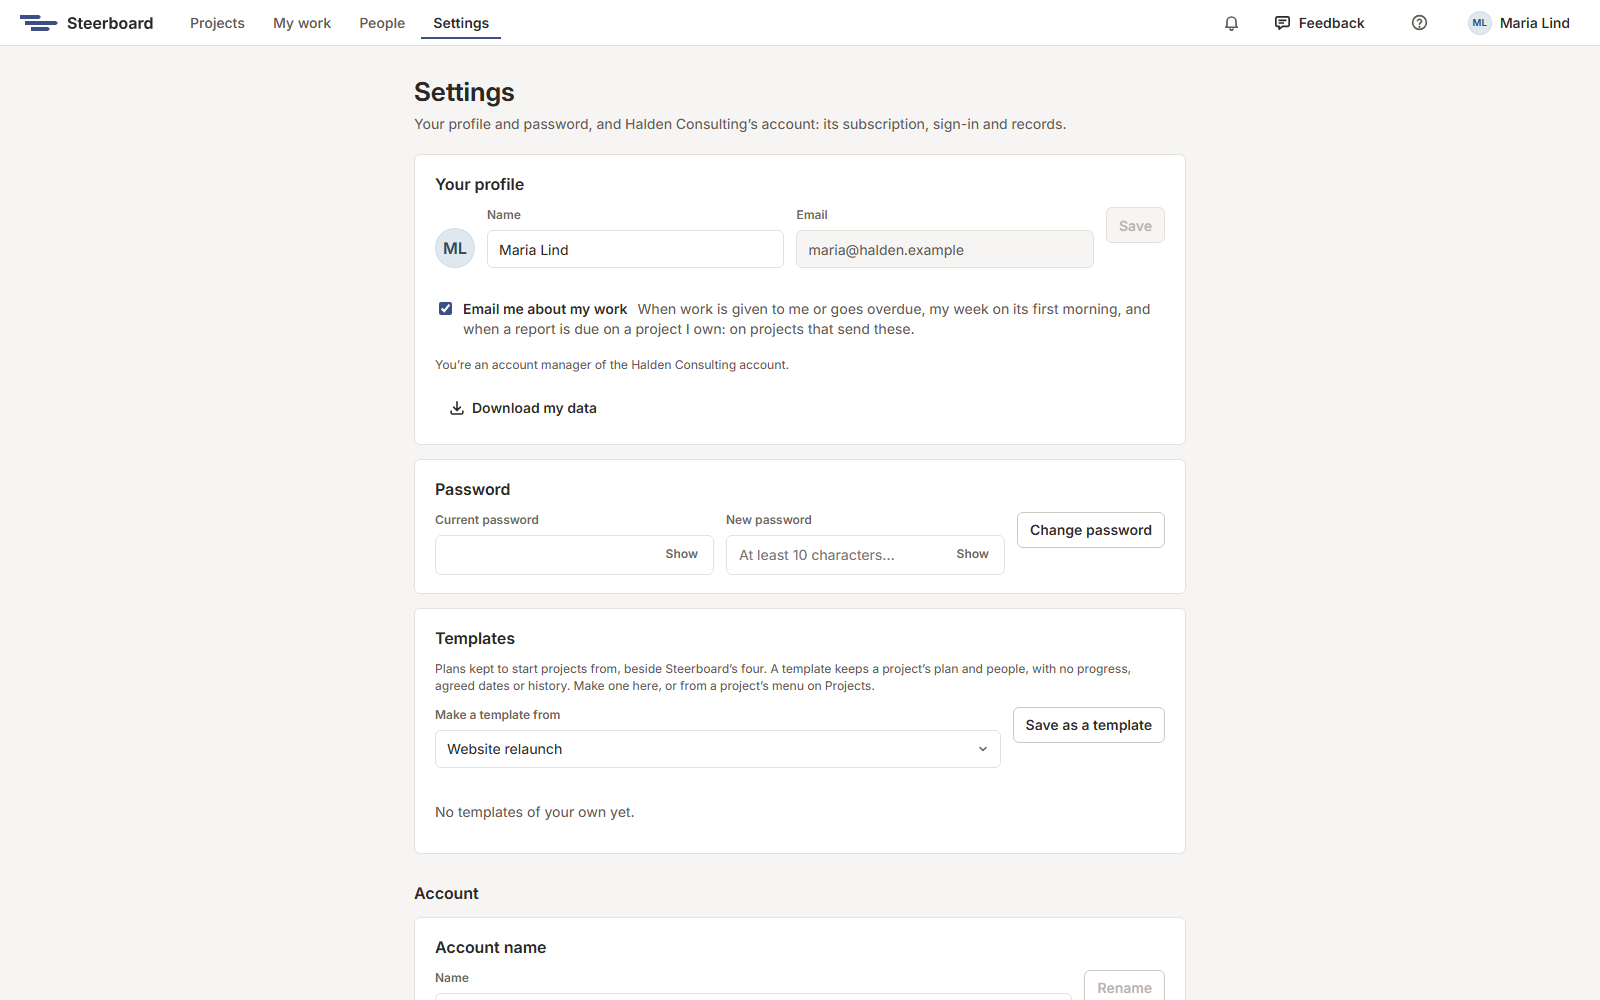 Steerboard
Projects
My work
People
Settings
Feedback
ML
Maria Lind
Settings
Your profile and password, and Halden Consulting’s account: its subscription, sign-in and records.
Your profile
Name
Email
ML
Maria Lind
maria@halden.example
Save
Email me about my work When work is given to me or goes overdue, my week on its first morning, and
when a report is due on a project I own: on projects that send these.
You’re an account manager of the Halden Consulting account.
Download my data
Password
Current password
New password
Show
At least 10 characters...
Show
Change password
Templates
Plans kept to start projects from, beside Steerboard’s four. A template keeps a project’s plan and people, with no progress,
agreed dates or history. Make one here, or from a project’s menu on Projects.
Make a template from
Website relaunch
Save as a template
No templates of your own yet.
Account
Account name
Name
Rename